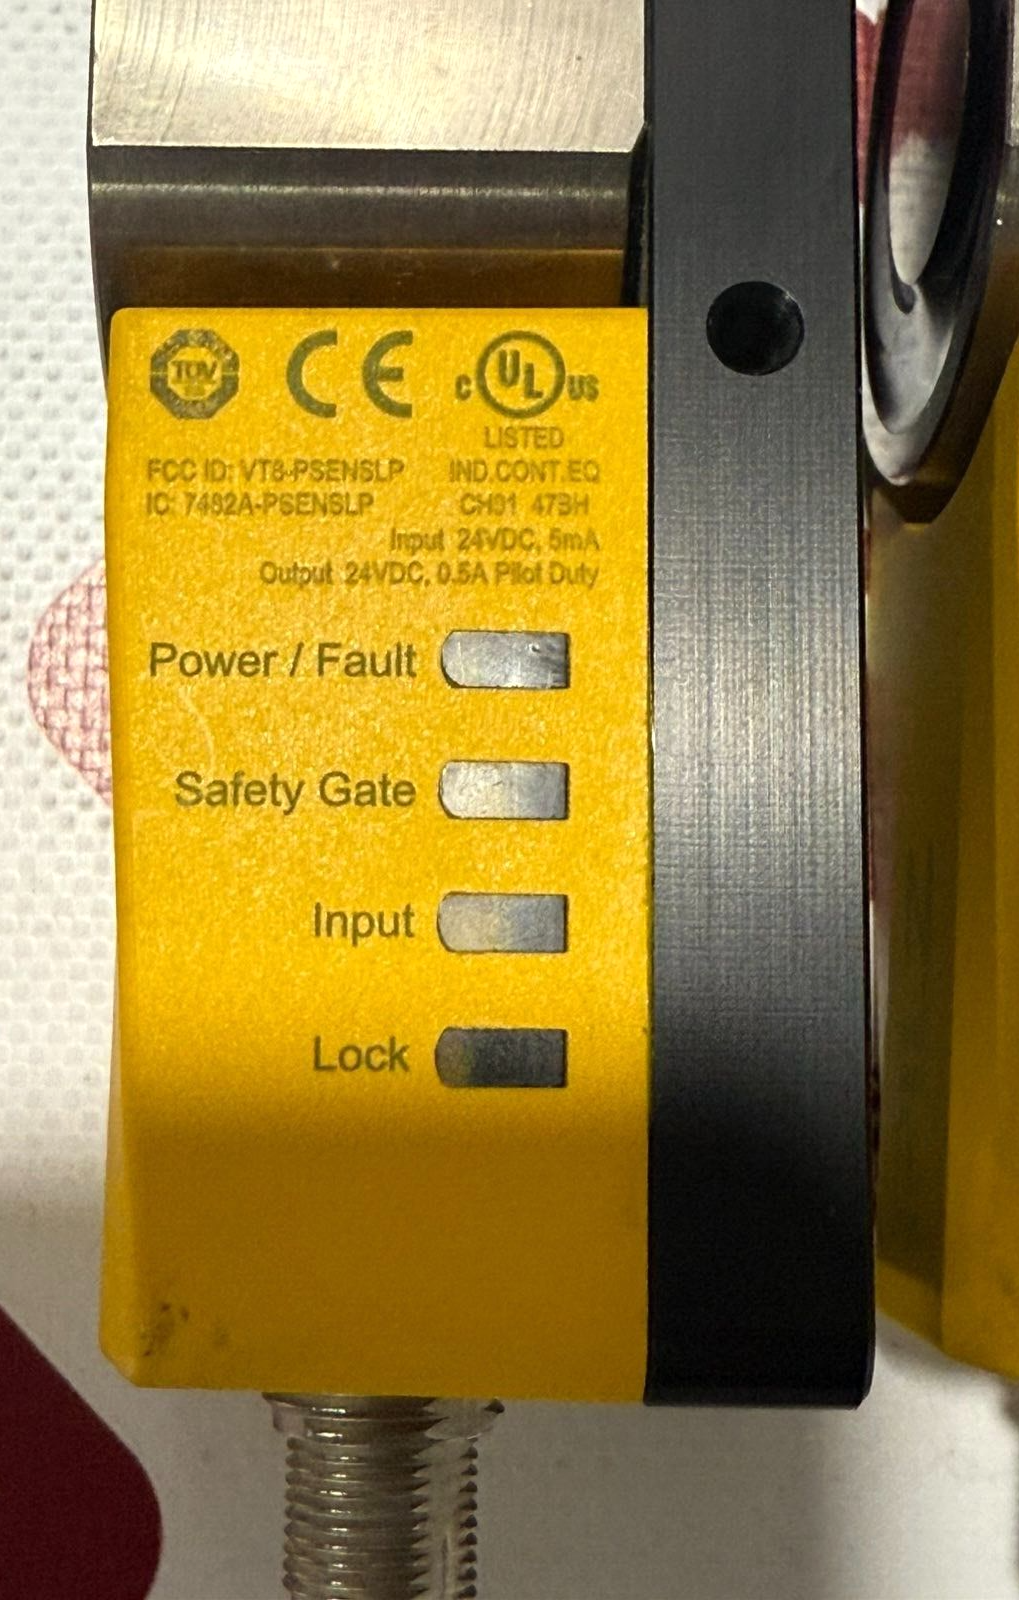 TÜV
CE
C UL US
LISTED
FCC ID: VT8-PSENSLP IND.CONT.EQ
IC: 7482A-PSENSLP CH91 47BH
Input 24VDC, 5mA
Output 24VDC, 0.5A Pilot Duty
Power / Fault
Safety Gate
Input
Lock